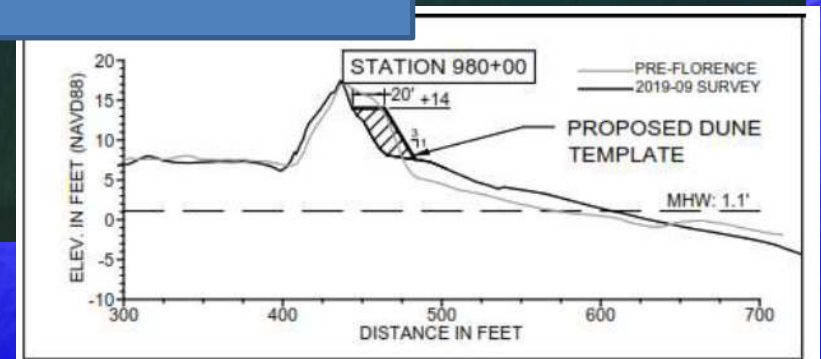 STATION 980+00
PRE-FLORENCE
2019-09 SURVEY
20' +14
3
1
PROPOSED DUNE
TEMPLATE
MHW: 1.1'
ELEV. IN FEET (NAVD88)
20
15
10
5
0
-5
-10
300 400 500 600 700
DISTANCE IN FEET